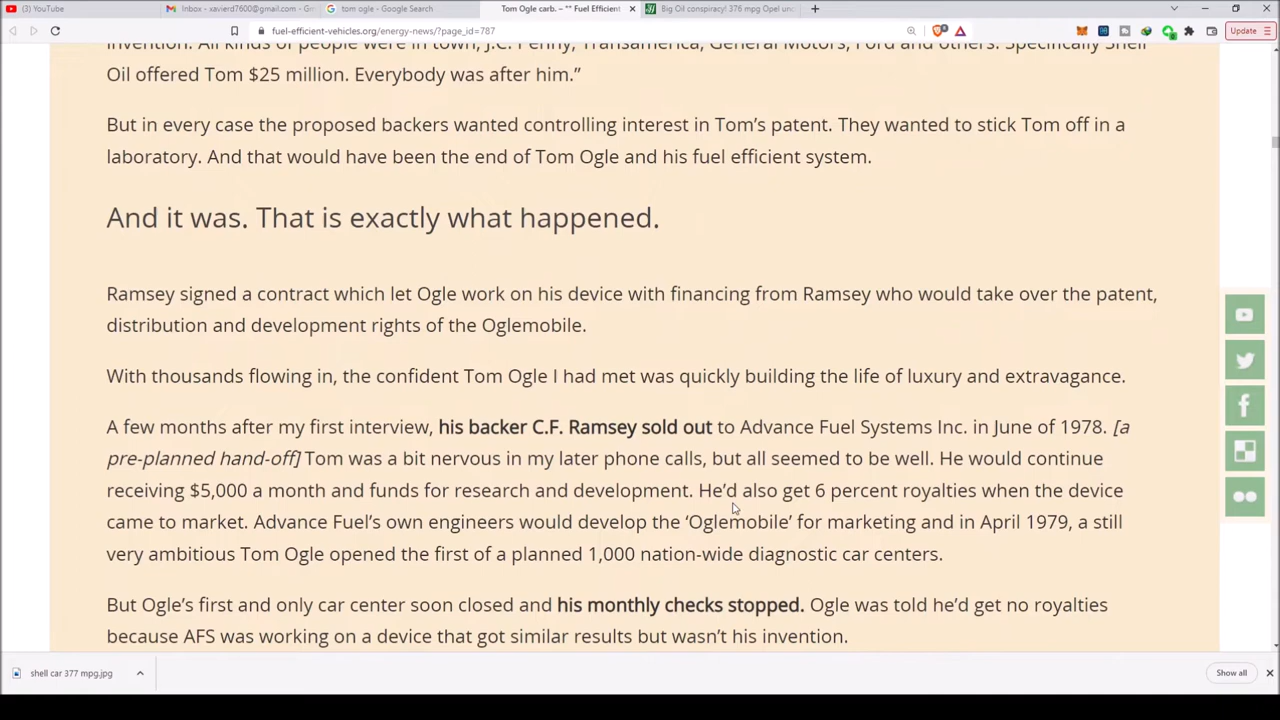 YouTube
Inbox - xavierd7600@gmail.com - Gm
tom ogle - Google Search
Tom Ogle carb. – ** Fuel Efficient
Big Oil conspiracy! 376 mpg Opel unc
fuel-efficient-vehicles.org/energy-news/?page_id=787
Update
invention. All kinds of people were in town, J.C. Penny, Transamerica, General Motors, Ford and others. Specifically Shell
Oil offered Tom $25 million. Everybody was after him.”
But in every case the proposed backers wanted controlling interest in Tom’s patent. They wanted to stick Tom off in a
laboratory. And that would have been the end of Tom Ogle and his fuel efficient system.
And it was. That is exactly what happened.
Ramsey signed a contract which let Ogle work on his device with financing from Ramsey who would take over the patent,
distribution and development rights of the Oglemobile.
With thousands flowing in, the confident Tom Ogle I had met was quickly building the life of luxury and extravagance.
A few months after my first interview, his backer C.F. Ramsey sold out to Advance Fuel Systems Inc. in June of 1978. [a
pre-planned hand-off] Tom was a bit nervous in my later phone calls, but all seemed to be well. He would continue
receiving $5,000 a month and funds for research and development. He’d also get 6 percent royalties when the device
came to market. Advance Fuel’s own engineers would develop the ‘Oglemobile’ for marketing and in April 1979, a still
very ambitious Tom Ogle opened the first of a planned 1,000 nation-wide diagnostic car centers.
But Ogle’s first and only car center soon closed and his monthly checks stopped. Ogle was told he’d get no royalties
because AFS was working on a device that got similar results but wasn’t his invention.
shell car 377 mpg.jpg
Show all